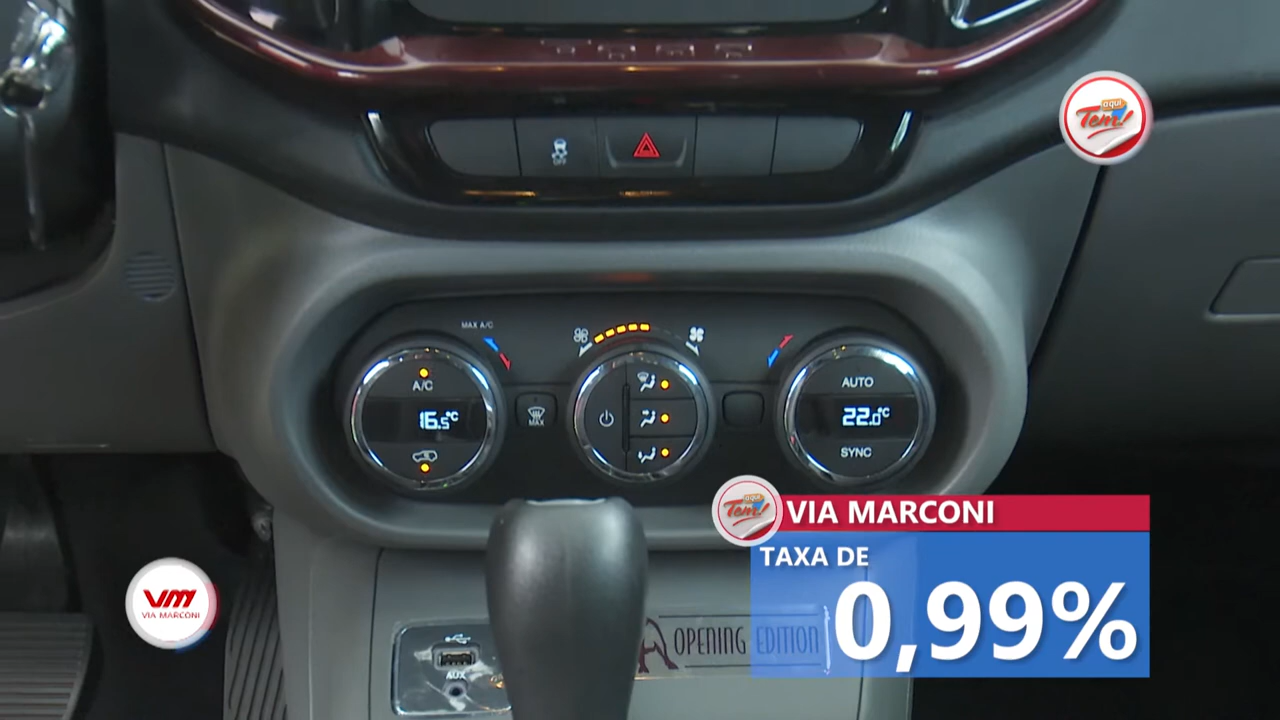 OFF
aqui
Tem!
MAX A/C
A/C
16.5°C
MAX
AUTO
22.0°C
SYNC
aqui
Tem!
VIA MARCONI
TAXA DE
0,99%
VM
VIA MARCONI
OPENING EDITION
AUX